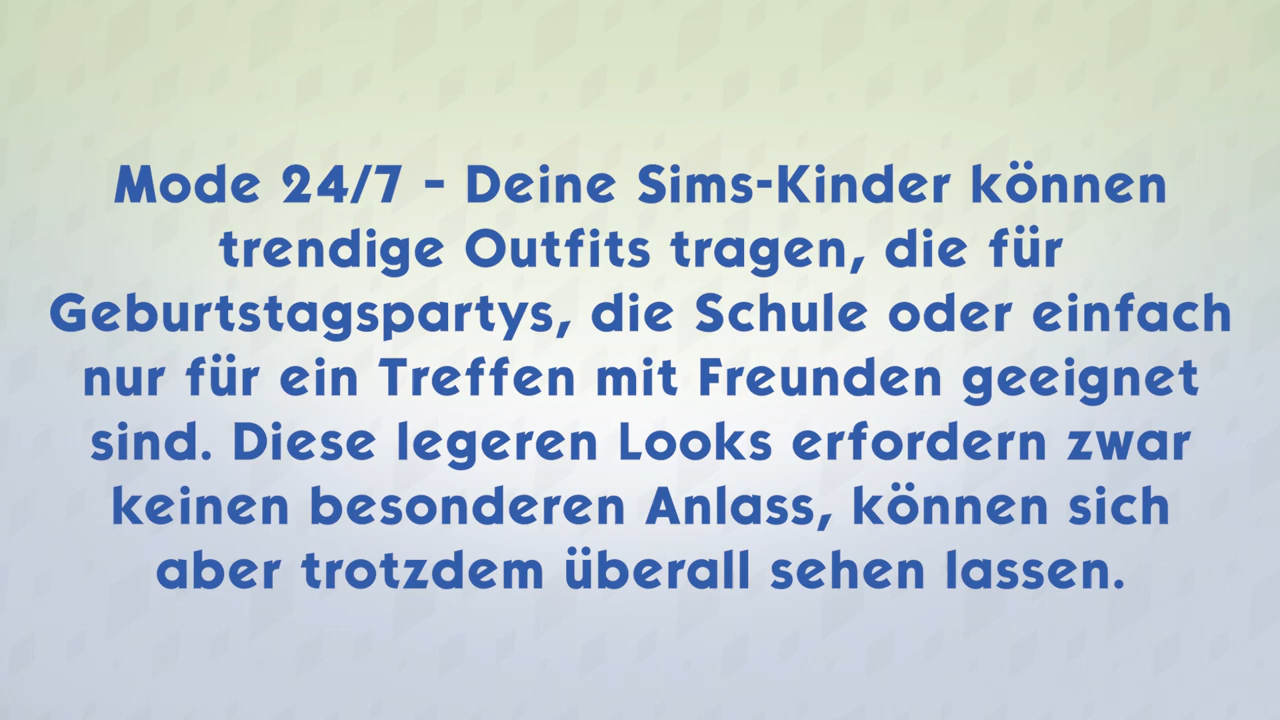 Mode 24/7 - Deine Sims-Kinder können
trendige Outfits tragen, die für
Geburtstagspartys, die Schule oder einfach
nur für ein Treffen mit Freunden geeignet
sind. Diese legeren Looks erfordern zwar
keinen besonderen Anlass, können sich
aber trotzdem überall sehen lassen.